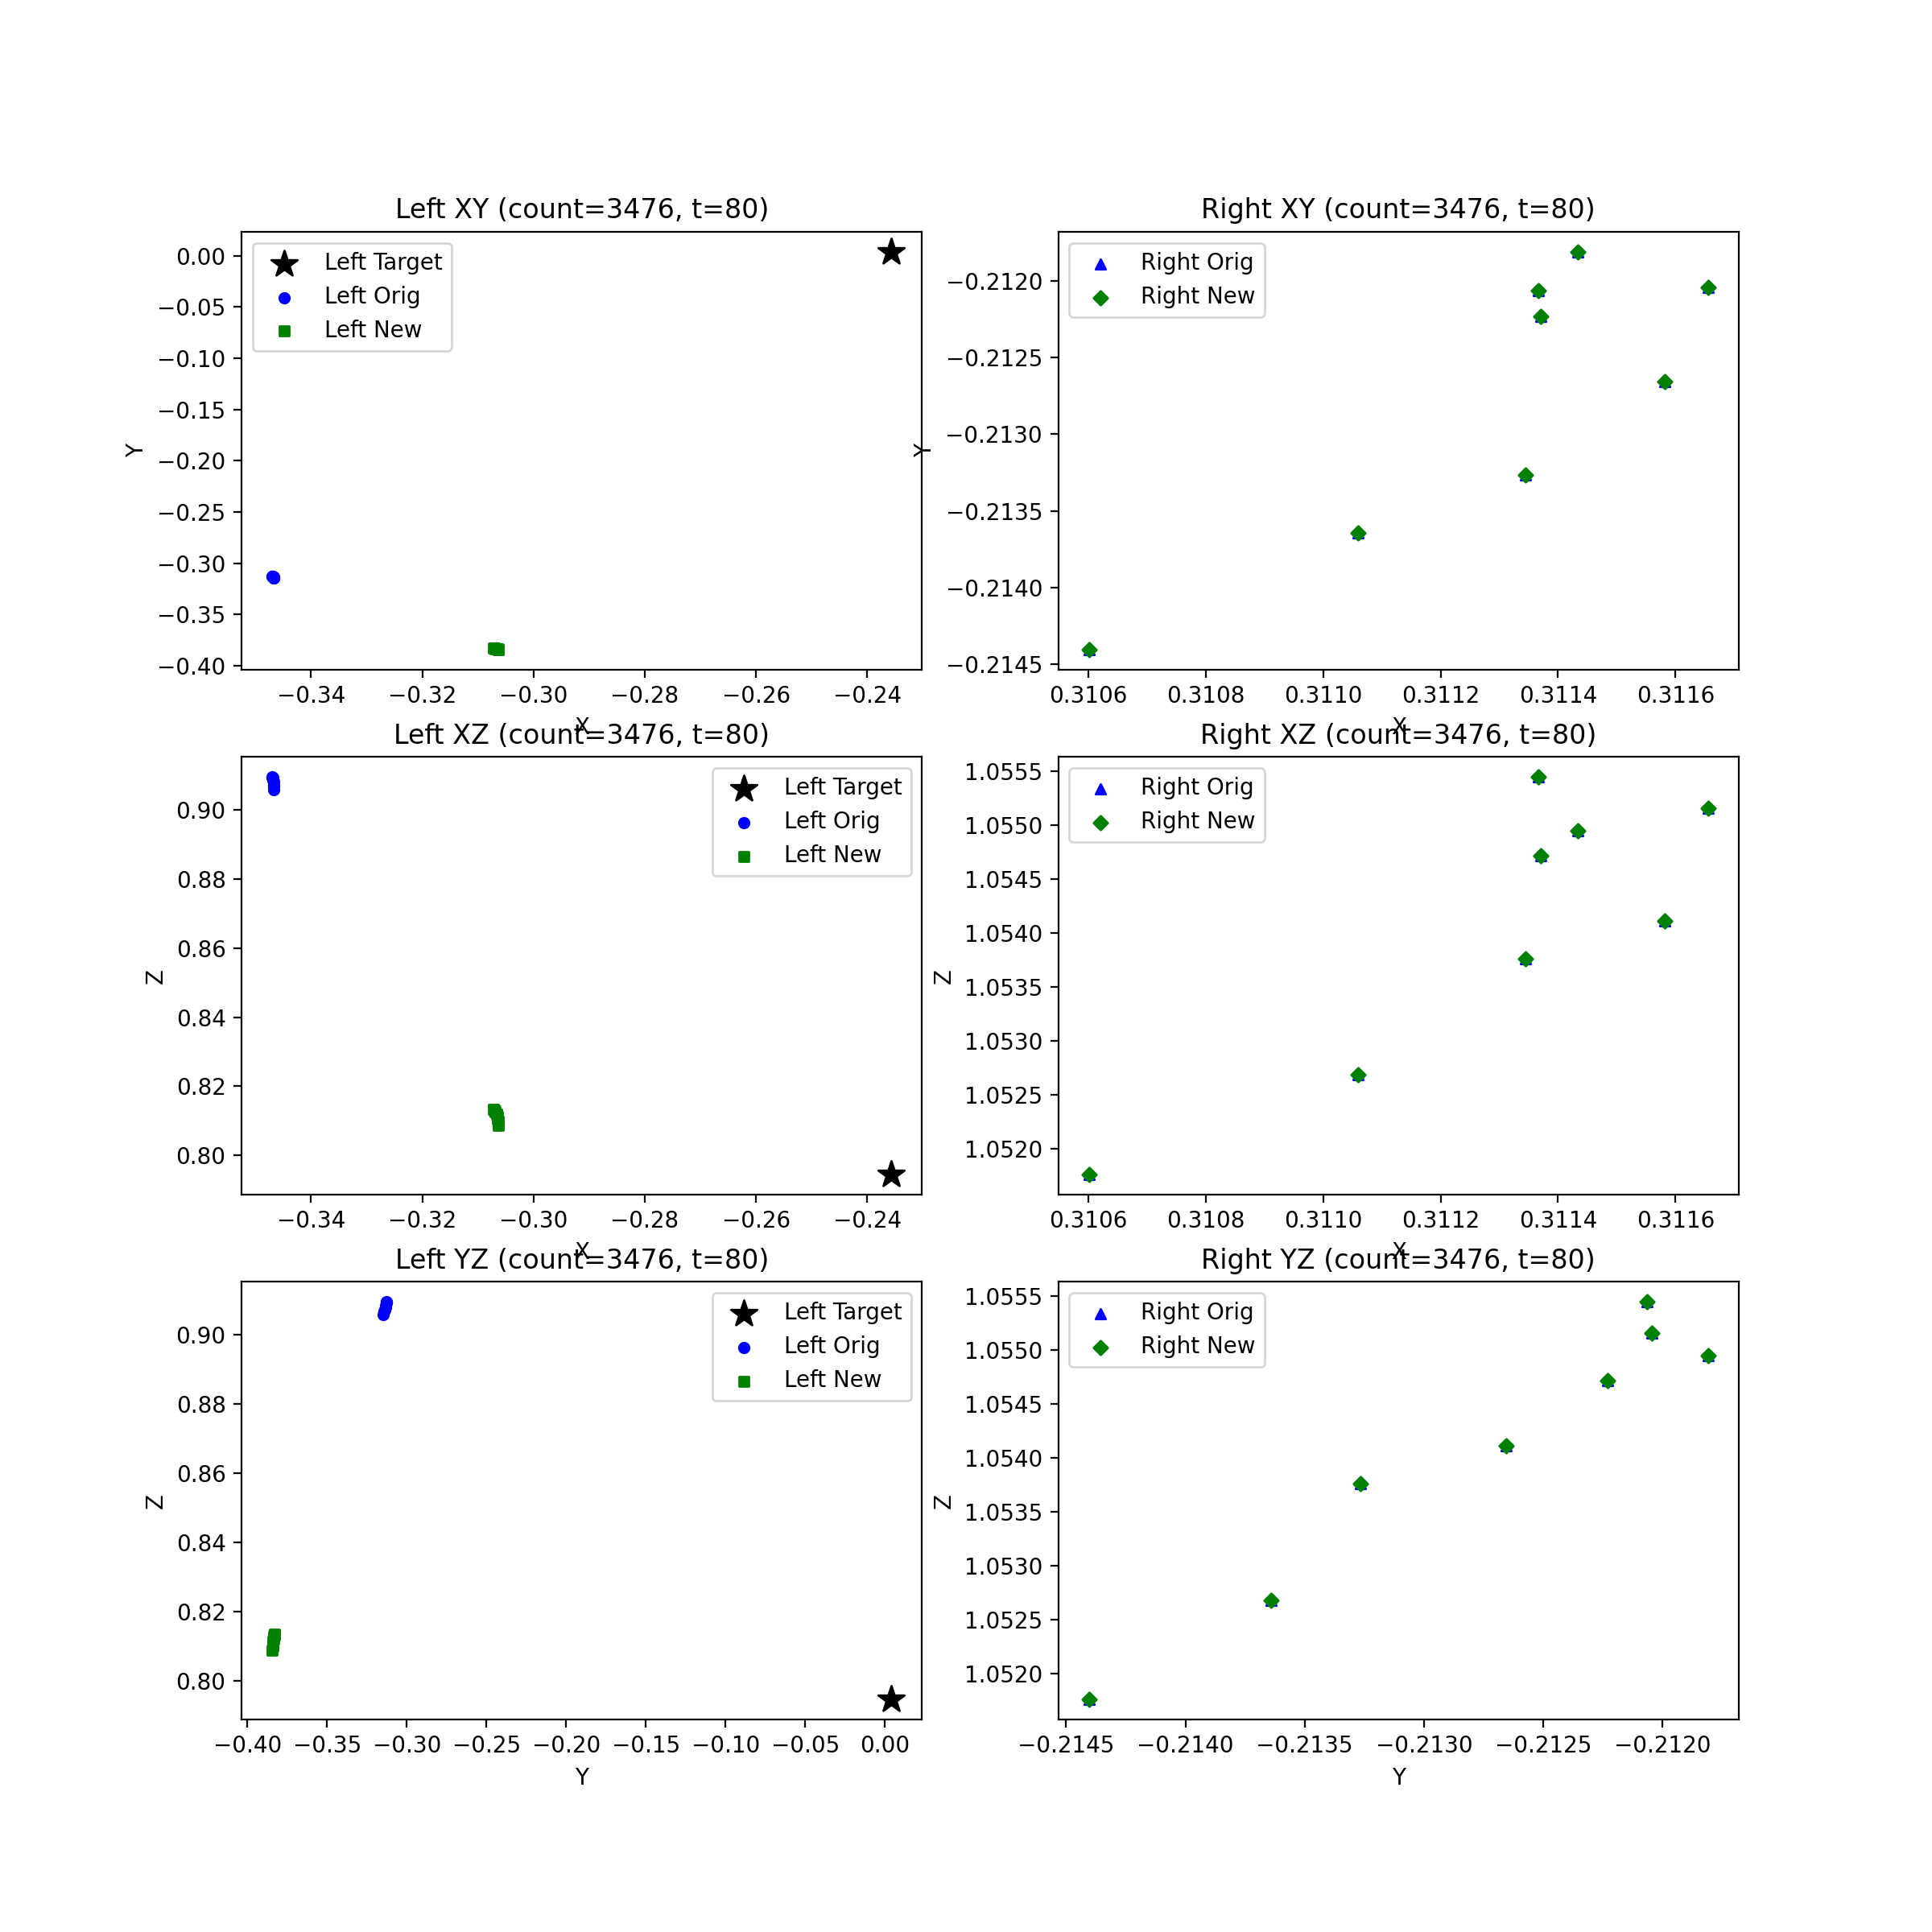 Left XY (count=3476, t=80)
Left Target
Left Orig
Left New
0.00
−0.05
−0.10
−0.15
−0.20
−0.25
−0.30
−0.35
−0.40
Y
−0.34 −0.32 −0.30 −0.28 −0.26 −0.24
X
Right XY (count=3476, t=80)
Right Orig
Right New
−0.2120
−0.2125
−0.2130
−0.2135
−0.2140
−0.2145
Y
0.3106 0.3108 0.3110 0.3112 0.3114 0.3116
X
Left XZ (count=3476, t=80)
Left Target
Left Orig
Left New
0.90
0.88
0.86
0.84
0.82
0.80
Z
−0.34 −0.32 −0.30 −0.28 −0.26 −0.24
X
Right XZ (count=3476, t=80)
Right Orig
Right New
1.0555
1.0550
1.0545
1.0540
1.0535
1.0530
1.0525
1.0520
Z
0.3106 0.3108 0.3110 0.3112 0.3114 0.3116
X
Left YZ (count=3476, t=80)
Left Target
Left Orig
Left New
0.90
0.88
0.86
0.84
0.82
0.80
Z
−0.40 −0.35 −0.30 −0.25 −0.20 −0.15 −0.10 −0.05 0.00
Y
Right YZ (count=3476, t=80)
Right Orig
Right New
1.0555
1.0550
1.0545
1.0540
1.0535
1.0530
1.0525
1.0520
Z
−0.2145 −0.2140 −0.2135 −0.2130 −0.2125 −0.2120
Y